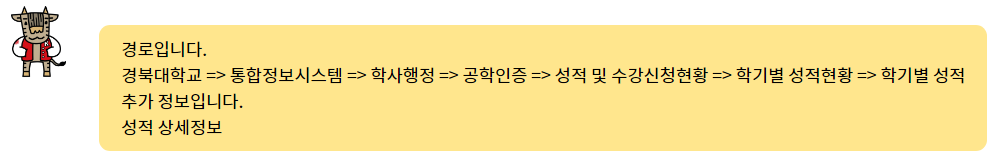 경로입니다.
경북대학교 => 통합정보시스템 => 학사행정 => 공학인증 => 성적 및 수강신청현황 => 학기별 성적현황 => 학기별 성적
추가 정보입니다.
성적 상세정보